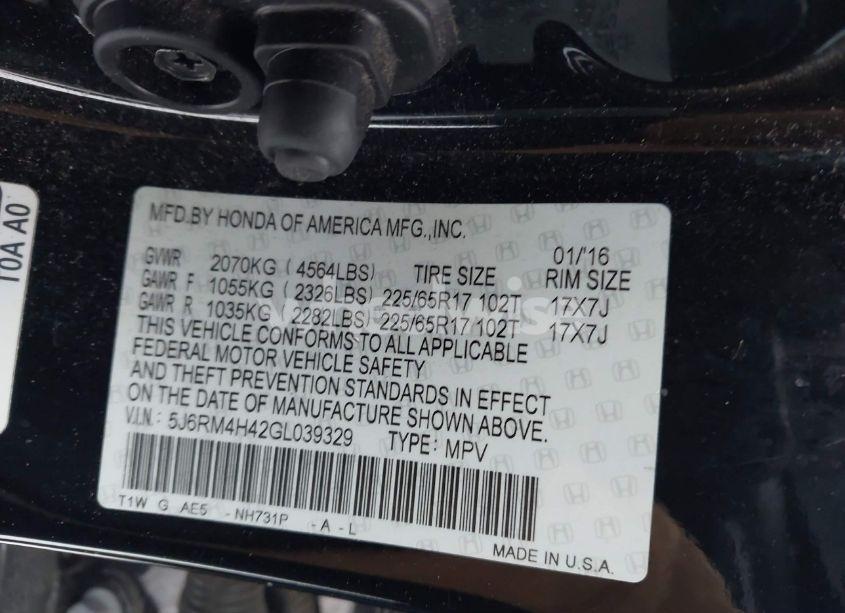 10A A0
MFD.BY HONDA OF AMERICA MFG.,INC.
01/'16
GVWR 2070KG (4564LBS) TIRE SIZE RIM SIZE
GAWR F 1055KG (2326LBS) 225/65R17 102T 17X7J
GAWR R 1035KG (2282LBS) 225/65R17 102T 17X7J
THIS VEHICLE CONFORMS TO ALL APPLICABLE
FEDERAL MOTOR VEHICLE SAFETY
AND THEFT PREVENTION STANDARDS IN EFFECT
ON THE DATE OF MANUFACTURE SHOWN ABOVE.
V.I.N.: 5J6RM4H42GL039329 TYPE: MPV
T1W G AE5 - NH731P - A - L
MADE IN U.S.A.